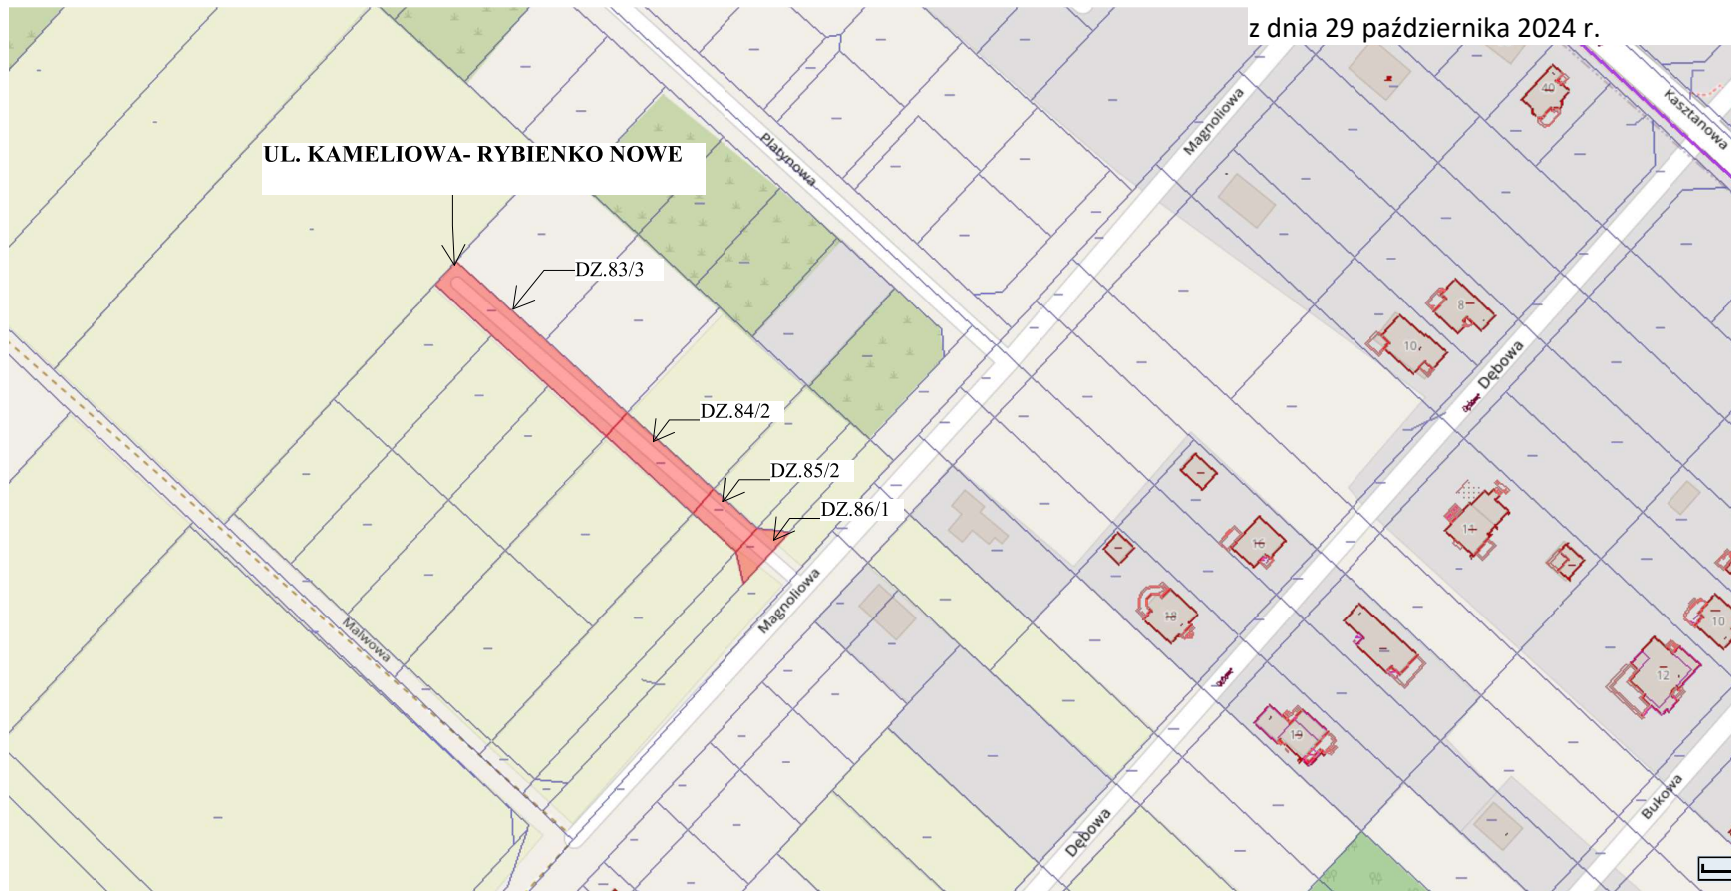 z dnia 29 października 2024 r.
Kasztanowa
40
Magnoliowa
Platynowa
UL. KAMELIOWA- RYBIENKO NOWE
DZ.83/3
8
10
Dębowa
DZ.84/2
DZ.85/2
DZ.86/1
14
16
Magnoliowa
18
10
Malwowa
12
19
Bukowa
Dębowa